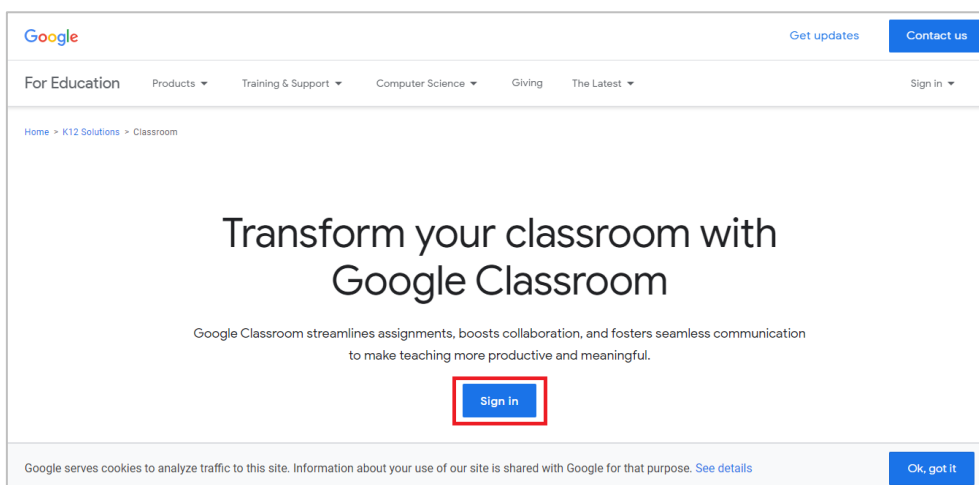 Google
Get updates
Contact us
For Education
Products
Training & Support
Computer Science
Giving
The Latest
Sign in
Home > K12 Solutions > Classroom
Transform your classroom with
Google Classroom
Google Classroom streamlines assignments, boosts collaboration, and fosters seamless communication
to make teaching more productive and meaningful.
Sign in
Google serves cookies to analyze traffic to this site. Information about your use of our site is shared with Google for that purpose. See details
Ok, got it